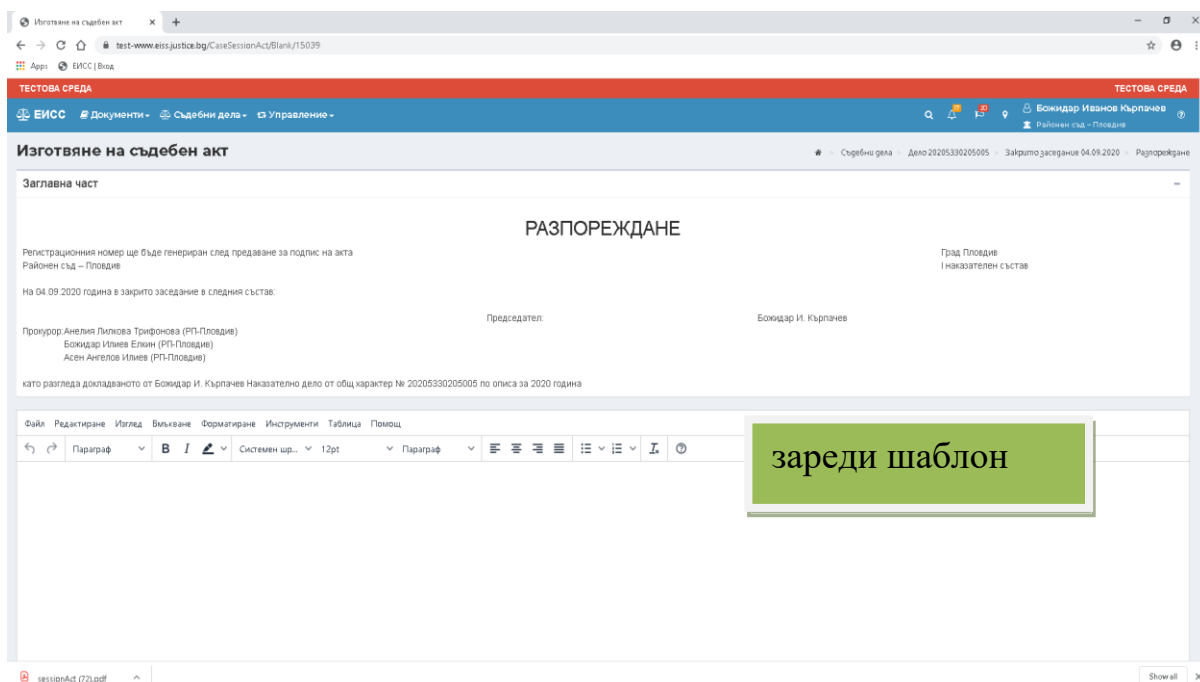 Изготвяне на съдебен акт
test-www.eiss.justice.bg/CaseSessionAct/Blank/15039
Apps ЕИСС | Вход
ТЕСТОВА СРЕДА ТЕСТОВА СРЕДА
ЕИСС Документи Съдебни дела Управление Божидар Иванов Кърпачев
Районен съд – Пловдив
Изготвяне на съдебен акт Съдебни дела > Дело 20205330205005 > Закрито заседание 04.09.2020 > Разпореждане
Заглавна част
РАЗПОРЕЖДАНЕ
Регистрационния номер ще бъде генериран след предаване за подпис на акта Град Пловдив
Районен съд – Пловдив I наказателен състав
На 04.09.2020 година в закрито заседание в следния състав:
Председател: Божидар И. Кърпачев
Прокурор:Анелия Лилкова Трифонова (РП-Пловдив)
Божидар Илиев Елкин (РП-Пловдив)
Асен Ангелов Илиев (РП-Пловдив)
като разгледа докладваното от Божидар И. Кърпачев Наказателно дело от общ характер № 20205330205005 по описа за 2020 година
Файл Редактиране Изглед Вмъкване Форматиране Инструменти Таблица Помощ
Параграф B I Системен шр... 12pt Параграф
зареди шаблон
sessionAct (72).pdf Show all